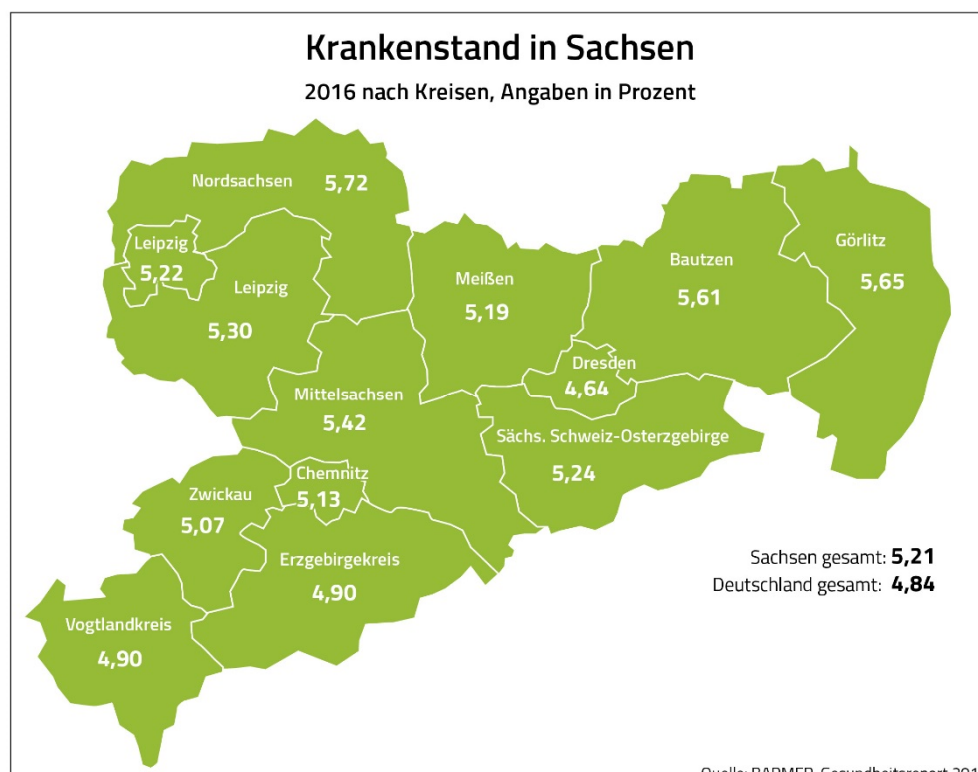 Krankenstand in Sachsen
2016 nach Kreisen, Angaben in Prozent
Nordsachsen 5,72
Leipzig
5,22
Leipzig
5,30
Meißen
5,19
Bautzen
5,61
Görlitz
5,65
Dresden
4,64
Mittelsachsen
5,42
Sächs. Schweiz-Osterzgebirge
5,24
Chemnitz
5,13
Zwickau
5,07
Erzgebirgekreis
4,90
Vogtlandkreis
4,90
Sachsen gesamt: 5,21
Deutschland gesamt: 4,84
Quelle: BARMER-Gesundheitsreport